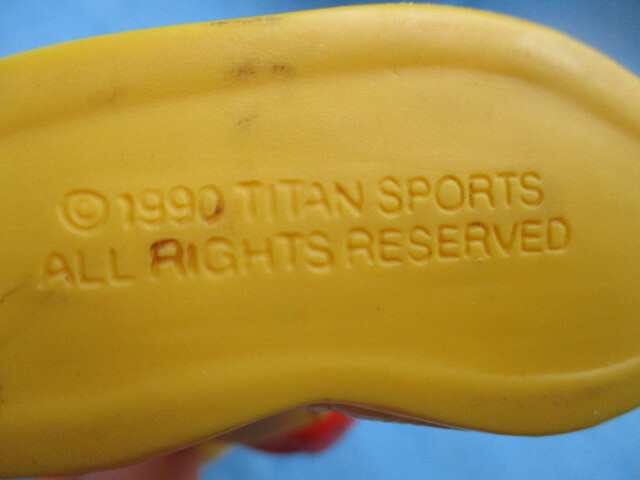 ©1990 TITAN SPORTS
ALL RIGHTS RESERVED